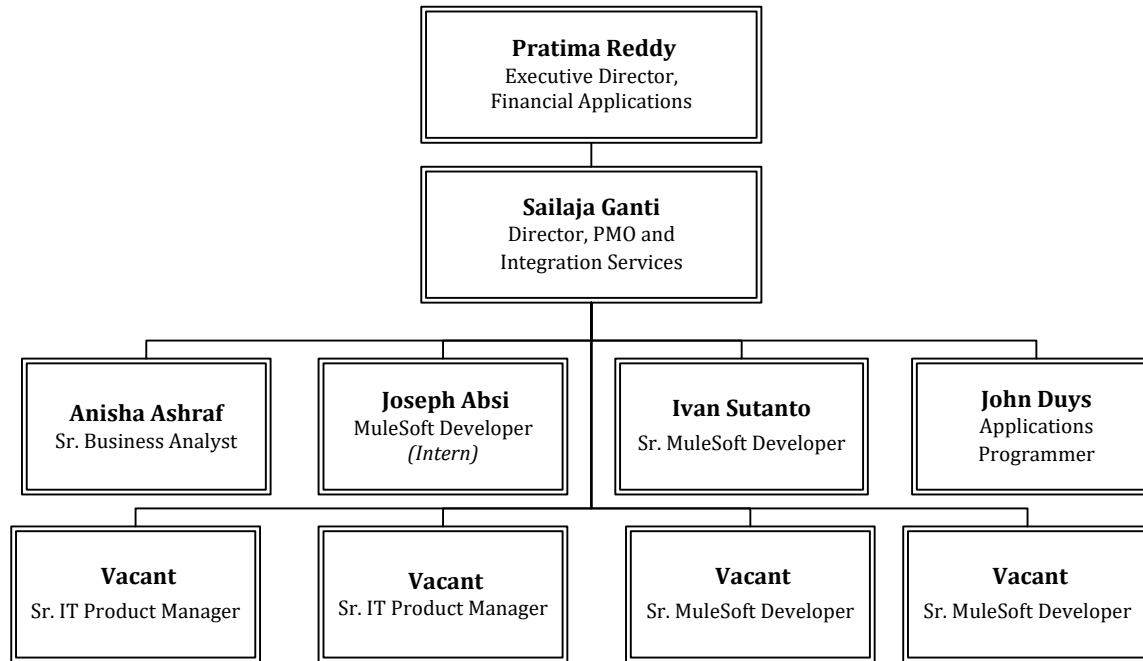 Pratima Reddy
Executive Director,
Financial Applications
Sailaja Ganti
Director, PMO and
Integration Services
Anisha Ashraf
Sr. Business Analyst
Joseph Absi
MuleSoft Developer
(Intern)
Ivan Sutanto
Sr. MuleSoft Developer
John Duys
Applications
Programmer
Vacant
Sr. IT Product Manager
Vacant
Sr. IT Product Manager
Vacant
Sr. MuleSoft Developer
Vacant
Sr. MuleSoft Developer